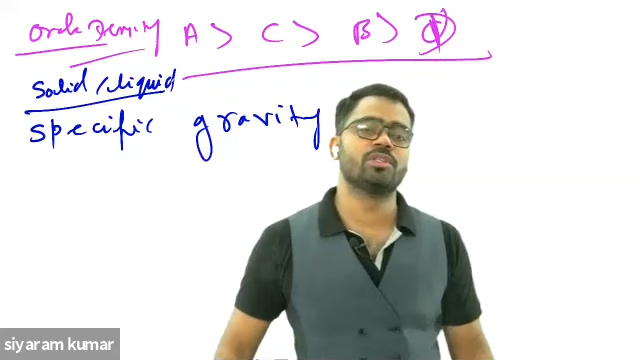 Order Density A > C > B > D
Solid / Liquid
specific gravity
siyaram kumar